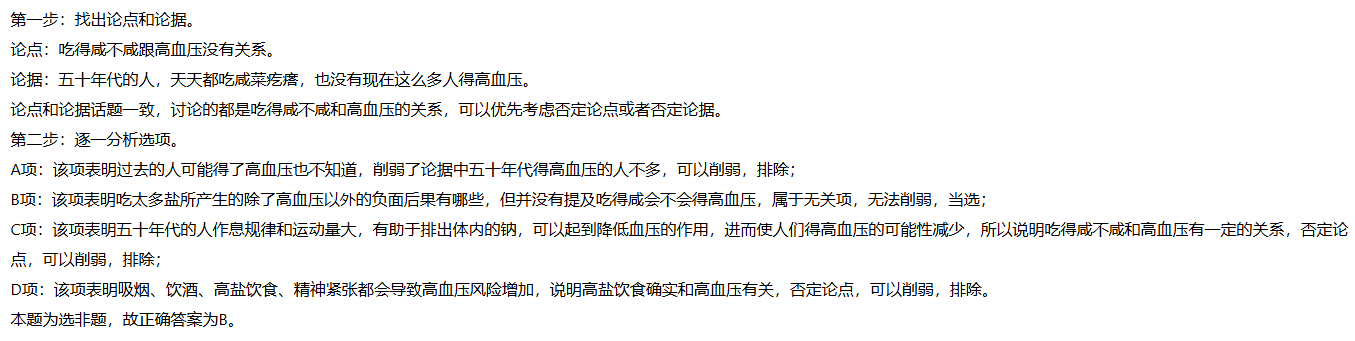 第一步：找出论点和论据。
论点：吃得咸不咸跟高血压没有关系。
论据：五十年代的人，天天都吃咸菜疙瘩，也没有现在这么多人得高血压。
论点和论据话题一致，讨论的都是吃得咸不咸和高血压的关系，可以优先考虑否定论点或者否定论据。
第二步：逐一分析选项。
A项：该项表明过去的人可能得了高血压也不知道，削弱了论据中五十年代得高血压的人不多，可以削弱，排除；
B项：该项表明吃太多盐所产生的除了高血压以外的负面后果有哪些，但并没有提及吃得咸会不会得高血压，属于无关项，无法削弱，当选；
C项：该项表明五十年代的人作息规律和运动量大，有助于排出体内的钠，可以起到降低血压的作用，进而使人们得高血压的可能性减少，所以说明吃得咸不咸和高血压有一定的关系，否定论
点，可以削弱，排除；
D项：该项表明吸烟、饮酒、高盐饮食、精神紧张都会导致高血压风险增加，说明高盐饮食确实和高血压有关，否定论点，可以削弱，排除。
本题为选非题，故正确答案为B。